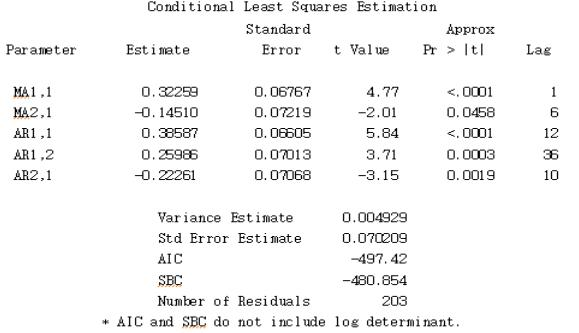 Conditional Least Squares Estimation
Standard Approx
Parameter Estimate Error t Value Pr > |t| Lag
MA1,1 0.32259 0.06767 4.77 <.0001 1
MA2,1 -0.14510 0.07219 -2.01 0.0458 6
AR1,1 0.38587 0.06605 5.84 <.0001 12
AR1,2 0.25986 0.07013 3.71 0.0003 36
AR2,1 -0.22261 0.07068 -3.15 0.0019 10
Variance Estimate 0.004929
Std Error Estimate 0.070209
AIC -497.42
SBC -480.854
Number of Residuals 203
* AIC and SBC do not include log determinant.